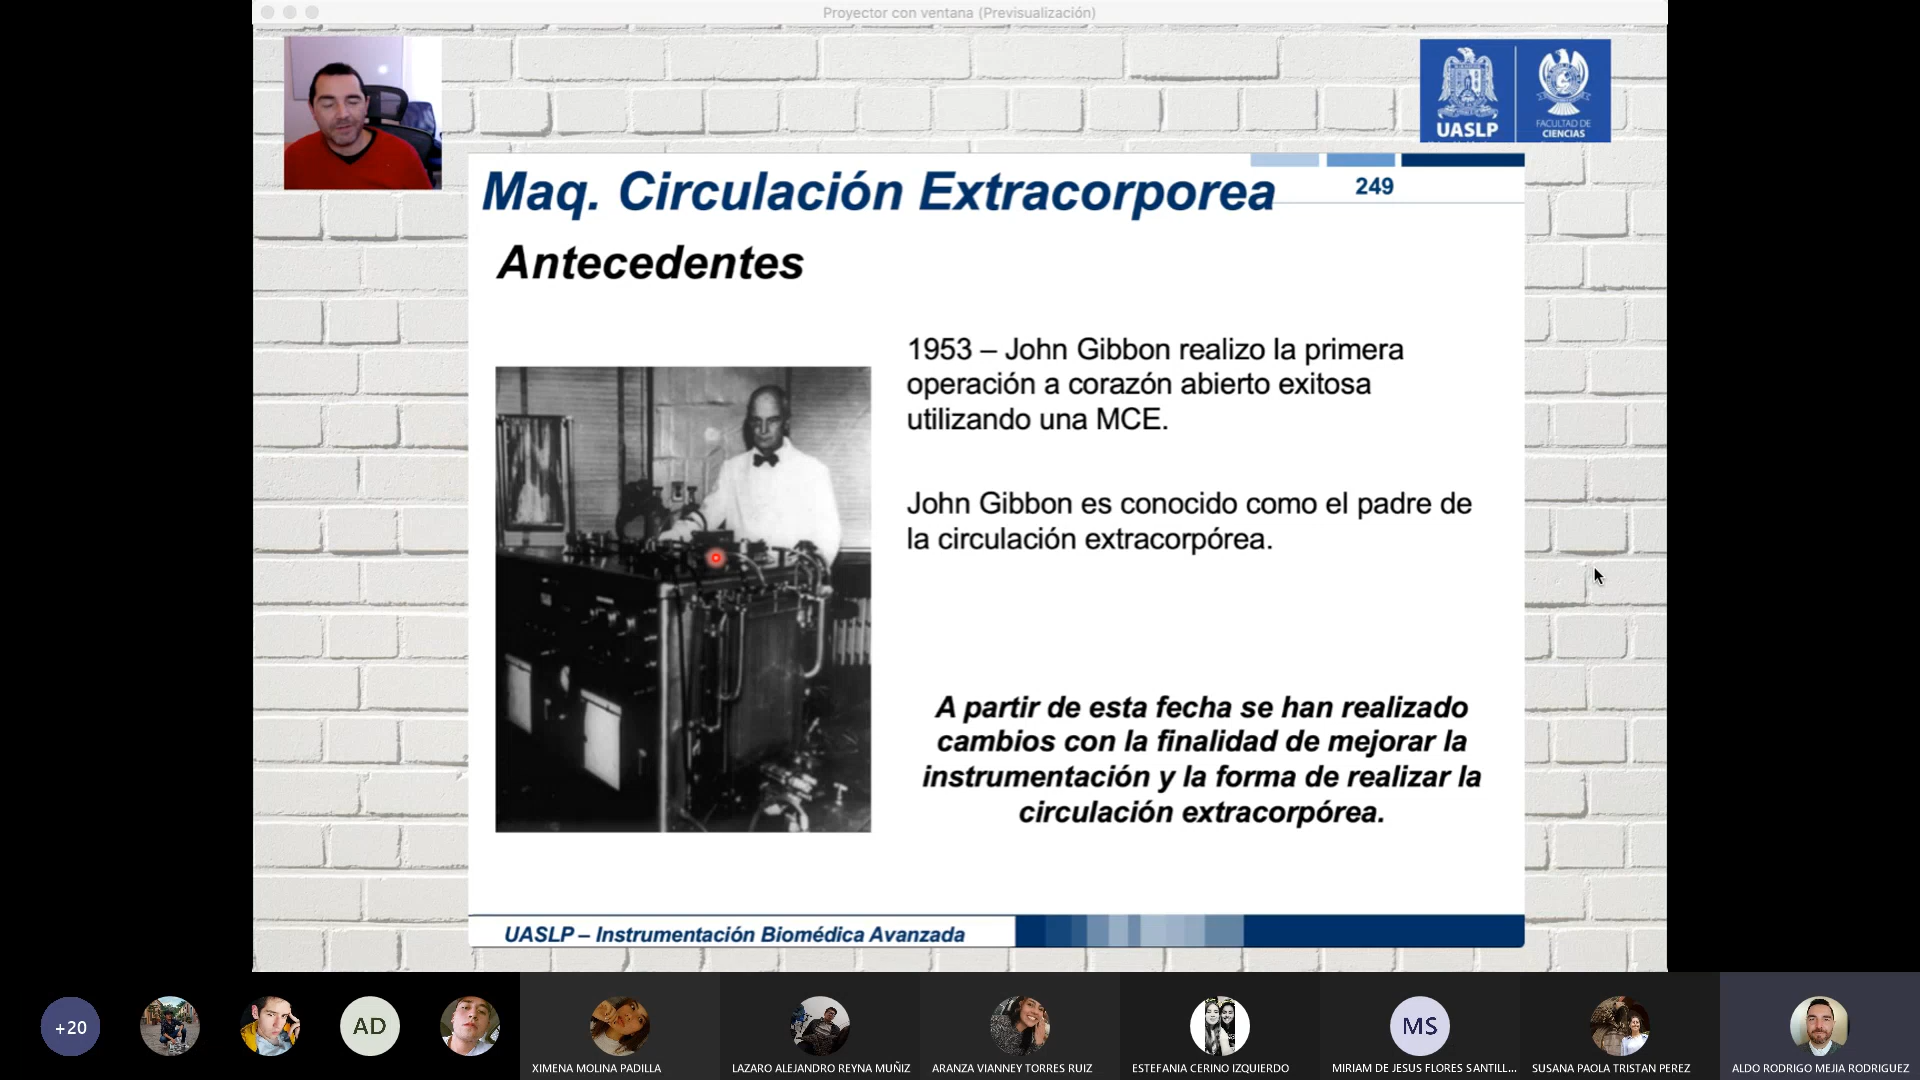 Proyector con ventana (Previsualización)
UASLP
FACULTAD DE
CIENCIAS
Maq. Circulación Extracorporea
249
Antecedentes
1953 – John Gibbon realizo la primera
operación a corazón abierto exitosa
utilizando una MCE.
John Gibbon es conocido como el padre de
la circulación extracorpórea.
A partir de esta fecha se han realizado
cambios con la finalidad de mejorar la
instrumentación y la forma de realizar la
circulación extracorpórea.
UASLP – Instrumentación Biomédica Avanzada
+20
AD
MS
XIMENA MOLINA PADILLA
LAZARO ALEJANDRO REYNA MUÑIZ
ARANZA VIANNEY TORRES RUIZ
ESTEFANIA CERINO IZQUIERDO
MIRIAM DE JESUS FLORES SANTILL...
SUSANA PAOLA TRISTAN PEREZ
ALDO RODRIGO MEJIA RODRIGUEZ